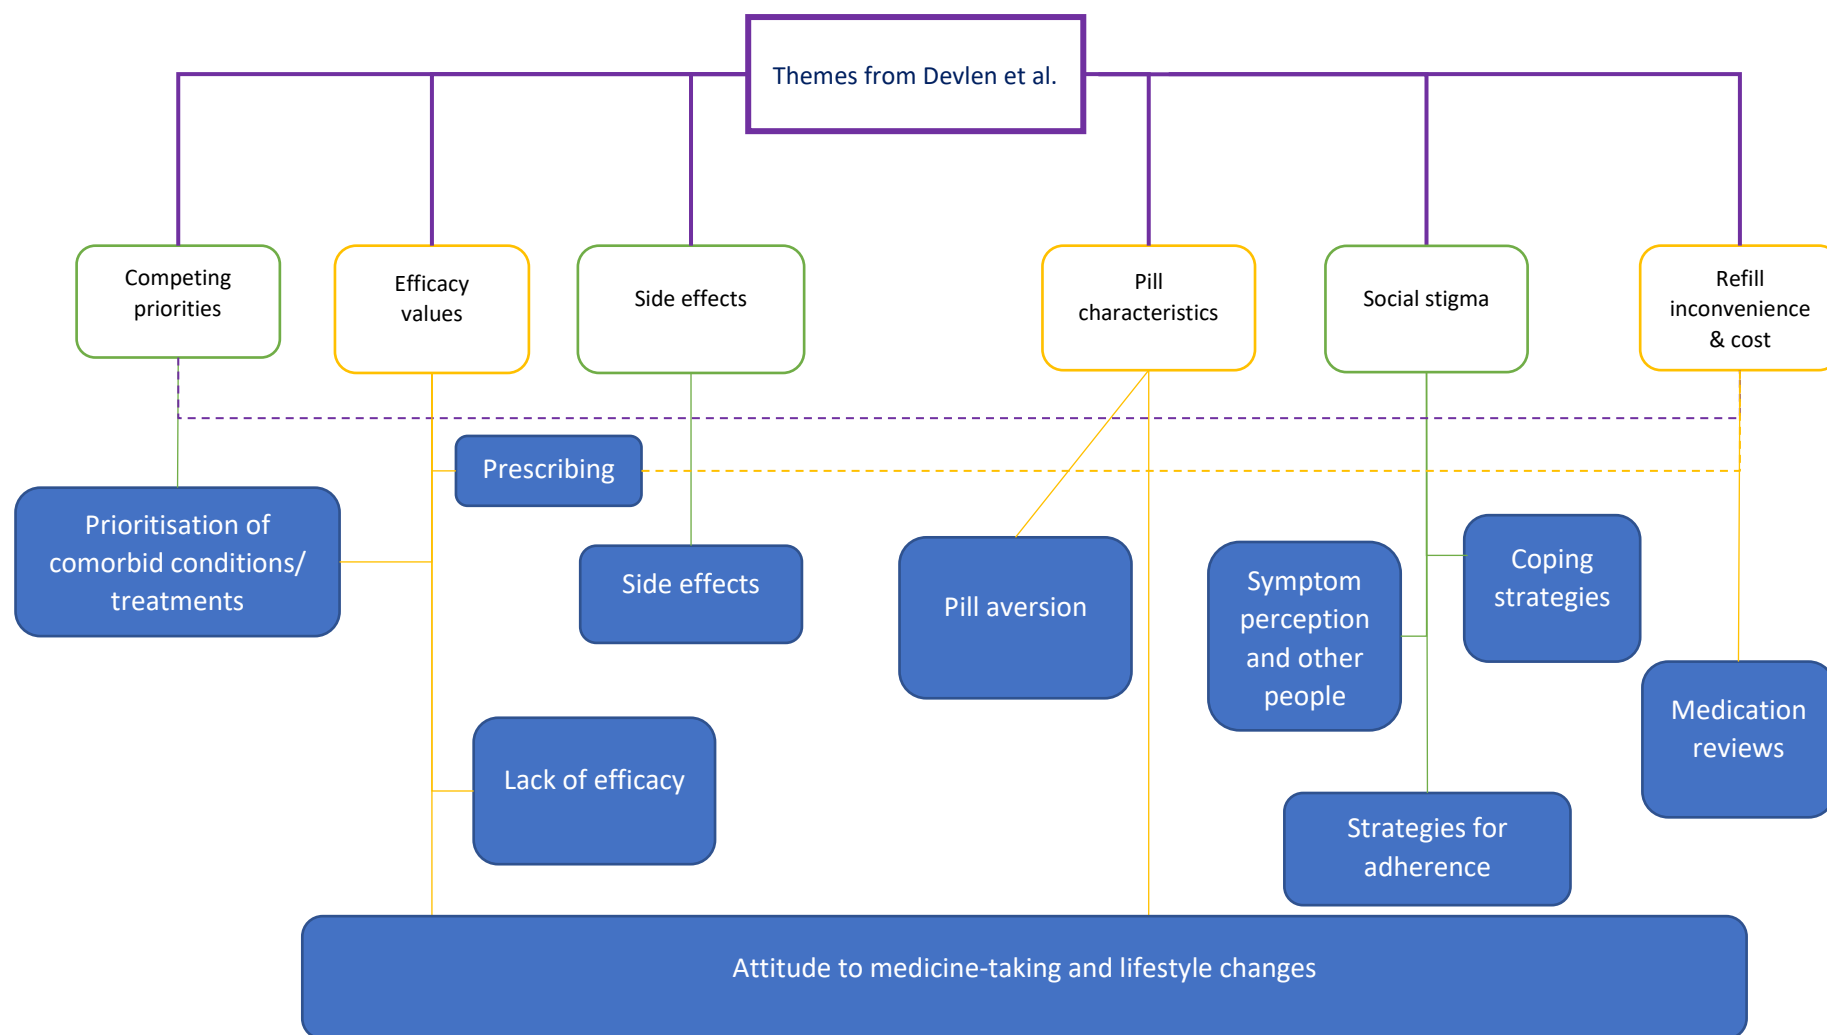 Themes from Devlen et al.
Competing
priorities
Efficacy
values
Side effects
Pill
characteristics
Social stigma
Refill
inconvenience
& cost
Prescribing
Prioritisation of
comorbid conditions/
treatments
Side effects
Pill aversion
Symptom
perception
and other
people
Coping
strategies
Medication
reviews
Lack of efficacy
Strategies for
adherence
Attitude to medicine-taking and lifestyle changes